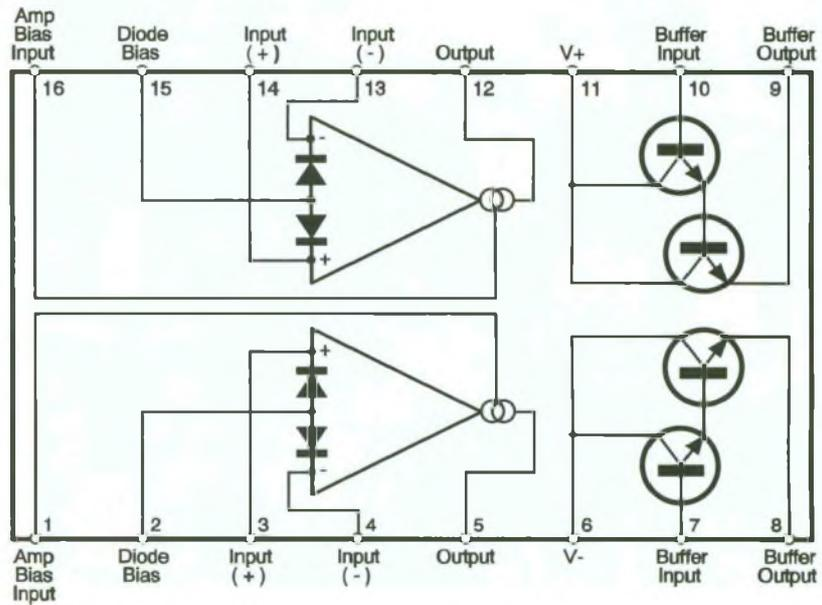 Amp
Bias
Input
Diode
Bias
Input
(+)
Input
(-)
Output
V+
Buffer
Input
Buffer
Output
16
15
14
13
12
11
10
9
-
+
+
-
1
2
3
4
5
6
7
8
Amp
Bias
Input
Diode
Bias
Input
(+)
Input
(-)
Output
V-
Buffer
Input
Buffer
Output